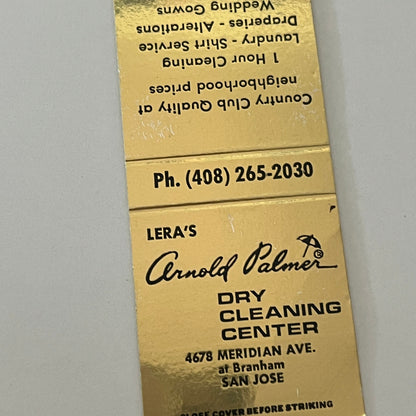 Country Club Quality at
neighborhood prices
1 Hour Cleaning
Laundry - Shirt Service
Draperies - Alterations
Wedding Gowns
Ph. (408) 265-2030
LERA'S
Arnold Palmer ®
DRY
CLEANING
CENTER
4678 MERIDIAN AVE.
at Branham
SAN JOSE
CLOSE COVER BEFORE STRIKING